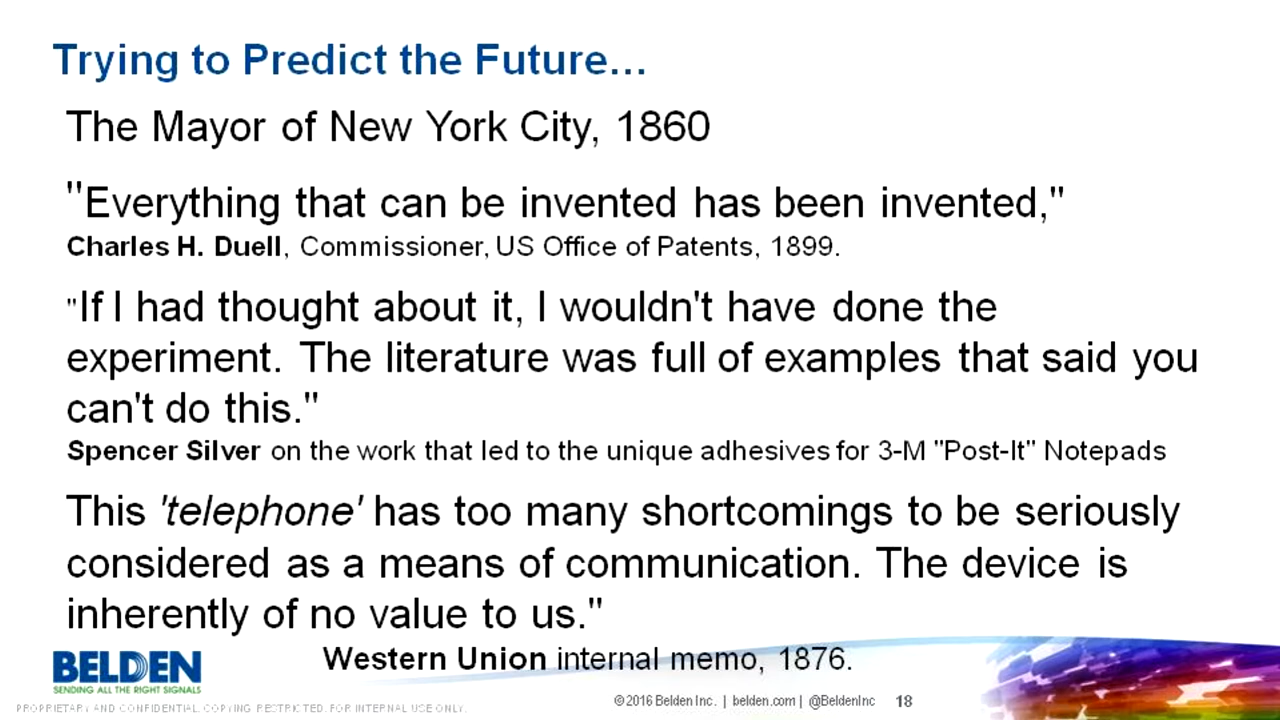 Trying to Predict the Future...
The Mayor of New York City, 1860
"Everything that can be invented has been invented,"
Charles H. Duell, Commissioner, US Office of Patents, 1899.
"If I had thought about it, I wouldn't have done the
experiment. The literature was full of examples that said you
can't do this."
Spencer Silver on the work that led to the unique adhesives for 3-M "Post-It" Notepads
This 'telephone' has too many shortcomings to be seriously
considered as a means of communication. The device is
inherently of no value to us."
Western Union internal memo, 1876.
BELDEN
SENDING ALL THE RIGHT SIGNALS
© 2016 Belden Inc. | belden.com | @BeldenInc 18
PROPRIETARY AND CONFIDENTIAL. COPYING RESTRICTED. FOR INTERNAL USE ONLY.